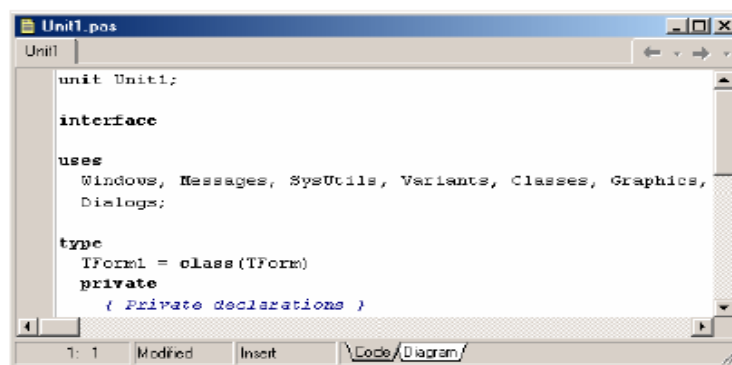 Unit1.pas
Unit1
unit Unit1;
interface
uses
Windows, Messages, SysUtils, Variants, Classes, Graphics,
Dialogs;
type
TForm1 = class(TForm)
private
{ Private declarations }
1: 1 Modified Insert Code Diagram